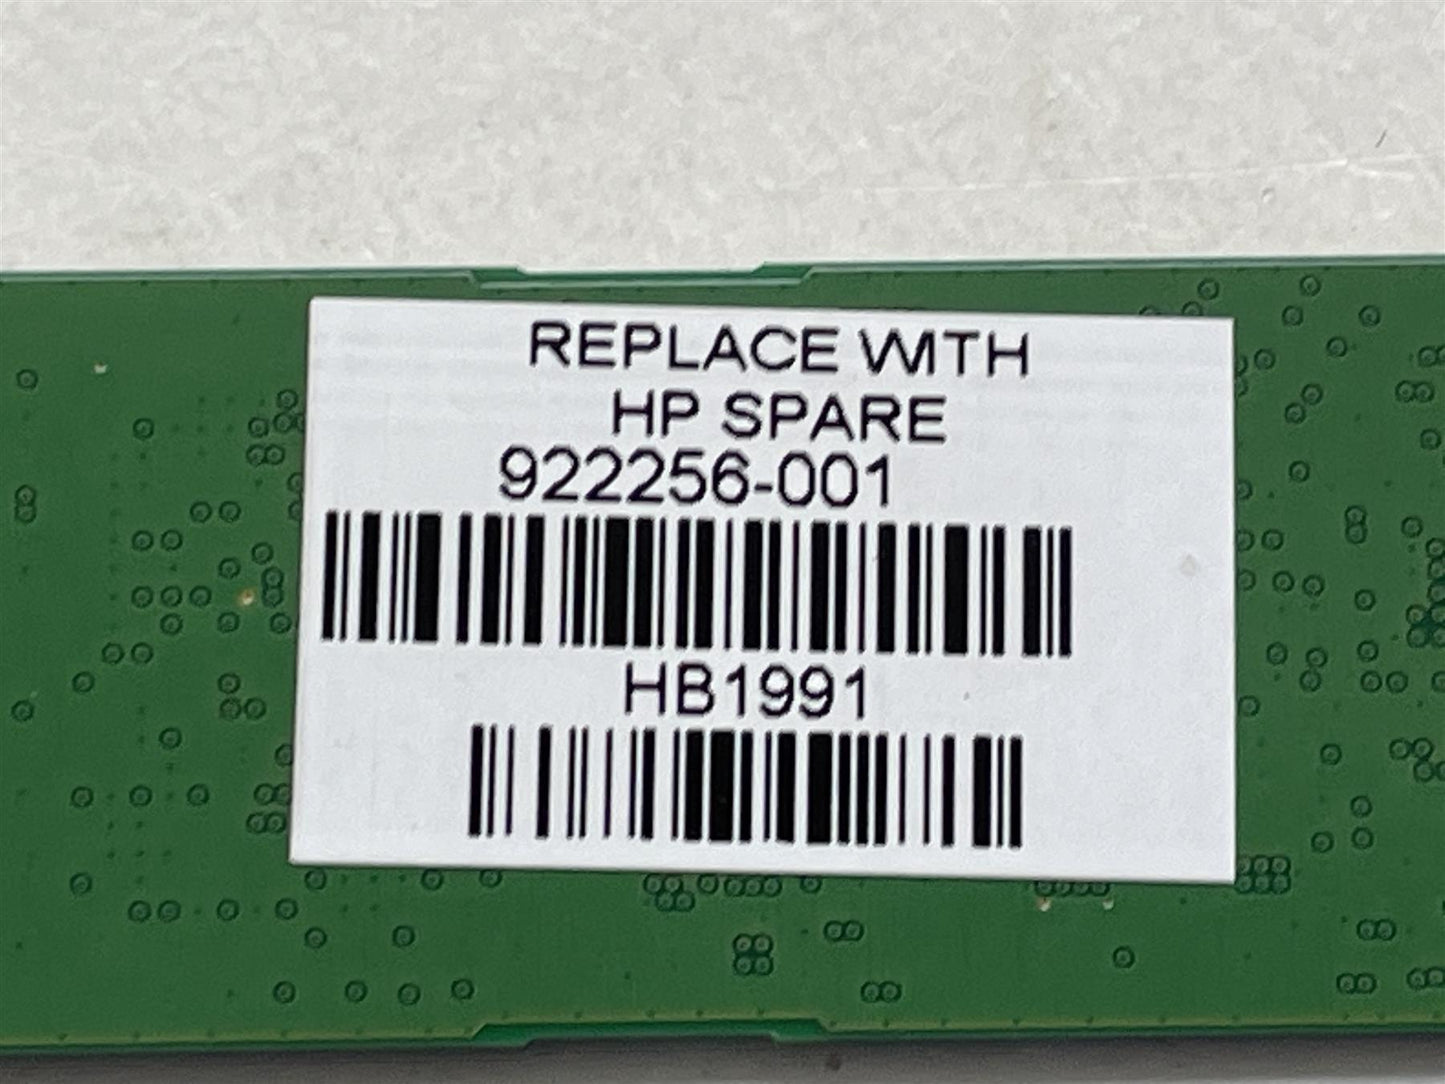 REPLACE WITH
HP SPARE
922256-001
HB1991